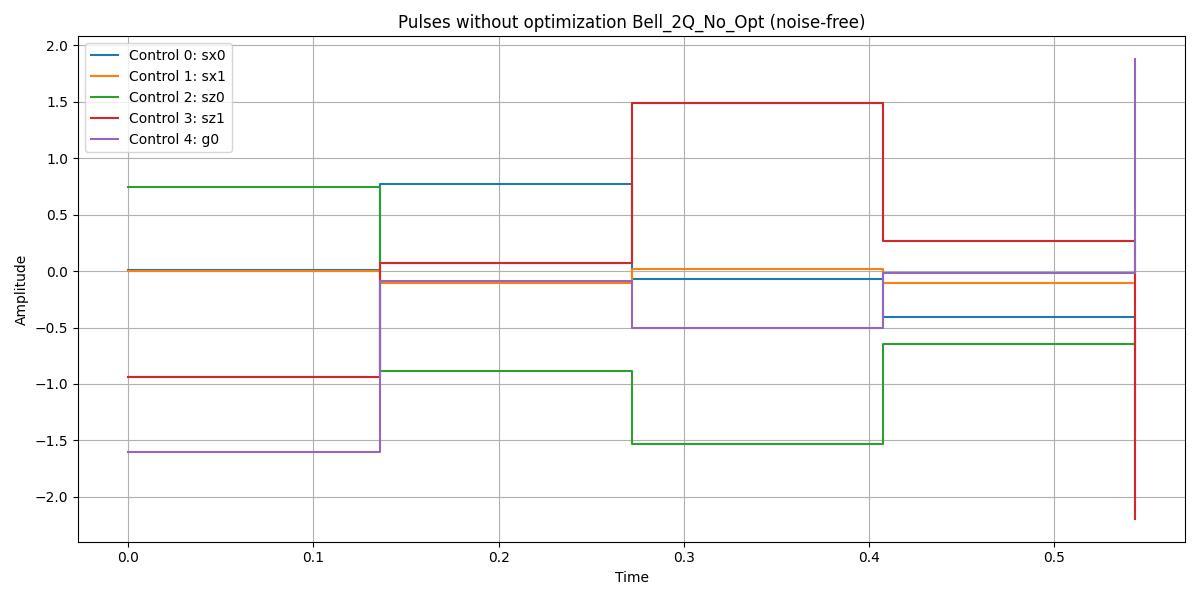 Pulses without optimization Bell_2Q_No_Opt (noise-free)
Control 0: sx0
Control 1: sx1
Control 2: sz0
Control 3: sz1
Control 4: g0
2.0
1.5
1.0
0.5
0.0
−0.5
−1.0
−1.5
−2.0
Amplitude
0.0 0.1 0.2 0.3 0.4 0.5
Time